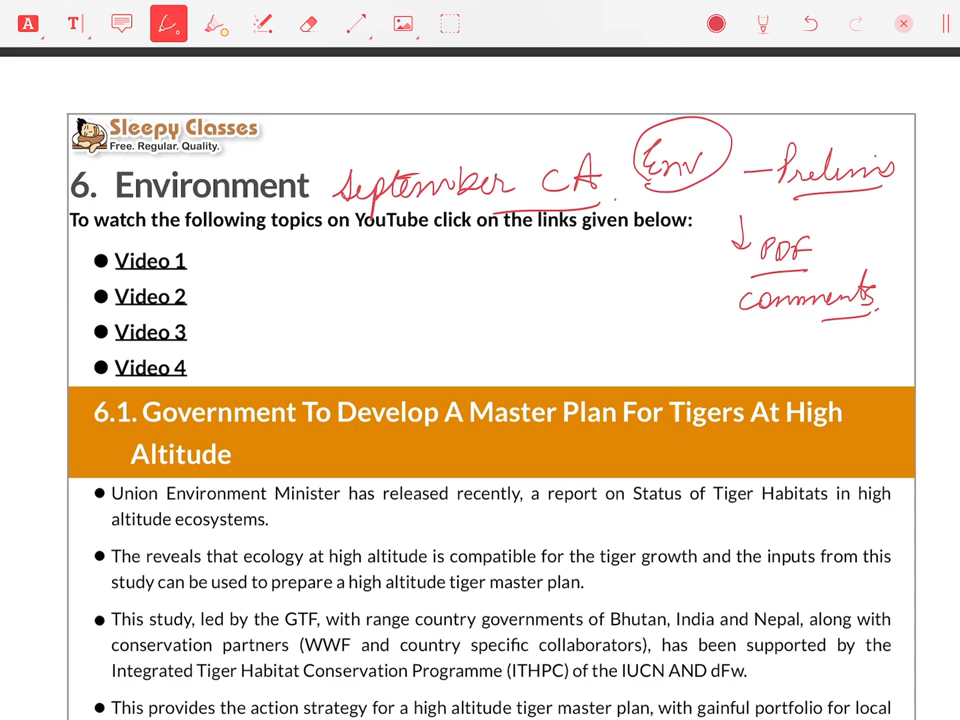 A T
Sleepy Classes
Free. Regular. Quality.
6. Environment September CA Env - Prelims
To watch the following topics on YouTube click on the links given below:
↓ PDF
● Video 1
comments.
● Video 2
● Video 3
● Video 4
6.1. Government To Develop A Master Plan For Tigers At High
Altitude
● Union Environment Minister has released recently, a report on Status of Tiger Habitats in high
altitude ecosystems.
● The reveals that ecology at high altitude is compatible for the tiger growth and the inputs from this
study can be used to prepare a high altitude tiger master plan.
● This study, led by the GTF, with range country governments of Bhutan, India and Nepal, along with
conservation partners (WWF and country specific collaborators), has been supported by the
Integrated Tiger Habitat Conservation Programme (ITHPC) of the IUCN AND dFw.
● This provides the action strategy for a high altitude tiger master plan, with gainful portfolio for local